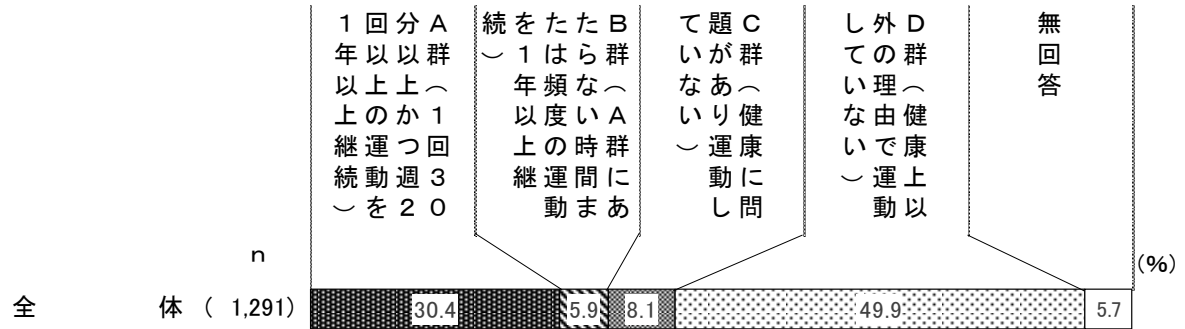 A群（1回30
分以上かつ週2
回以上の運動を
1年以上継続）
B群（A群にあ
たらない時間ま
たは頻度の運動
を1年以上継
続）
C群（健康に問
題があり運動し
ていない）
D群（健康上以
外の理由で運動
していない）
無回答
n
(%)
全体( 1,291) 30.4 5.9 8.1 49.9 5.7